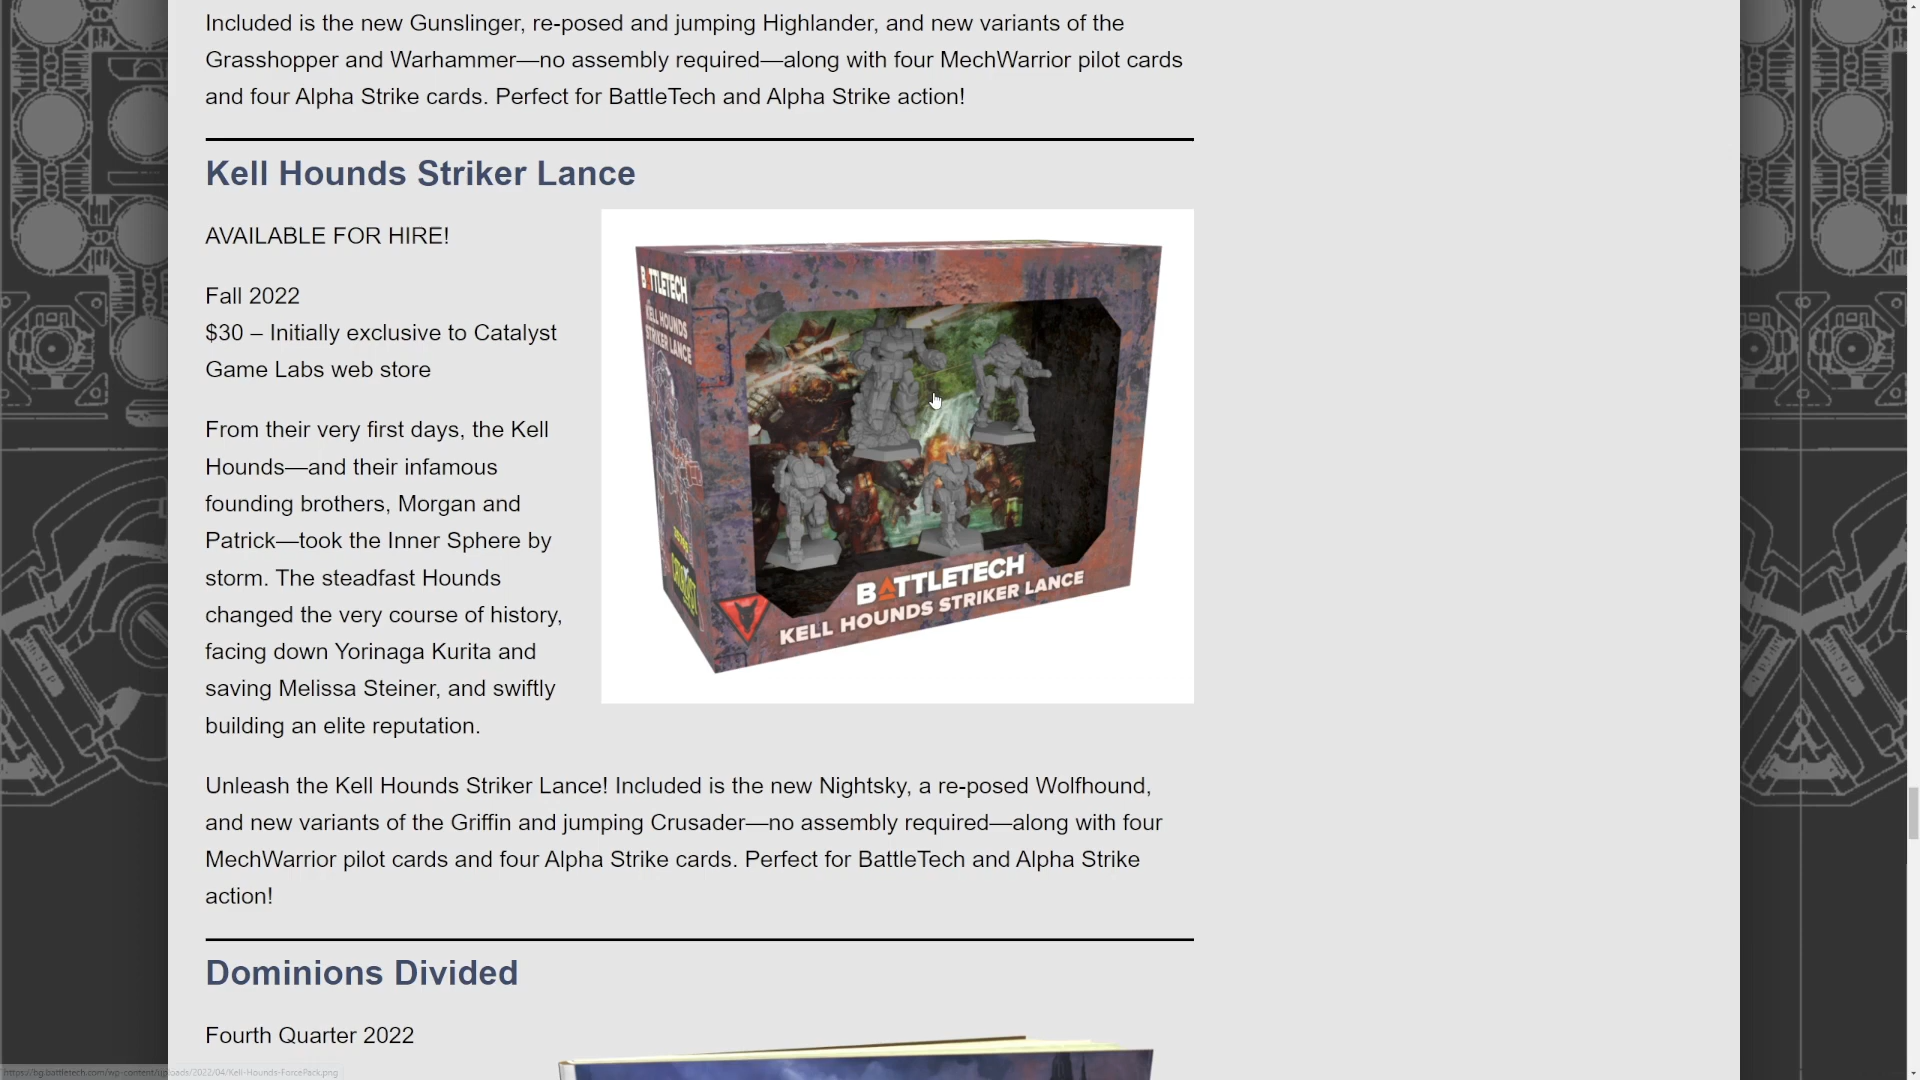 Included is the new Gunslinger, re-posed and jumping Highlander, and new variants of the
Grasshopper and Warhammer—no assembly required—along with four MechWarrior pilot cards
and four Alpha Strike cards. Perfect for BattleTech and Alpha Strike action!
Kell Hounds Striker Lance
AVAILABLE FOR HIRE!
Fall 2022
$30 – Initially exclusive to Catalyst
Game Labs web store
From their very first days, the Kell
Hounds—and their infamous
founding brothers, Morgan and
Patrick—took the Inner Sphere by
storm. The steadfast Hounds
changed the very course of history,
facing down Yorinaga Kurita and
saving Melissa Steiner, and swiftly
building an elite reputation.
BATTLETECH
KELL HOUNDS
STRIKER LANCE
CATALYST
BATTLETECH
KELL HOUNDS STRIKER LANCE
Unleash the Kell Hounds Striker Lance! Included is the new Nightsky, a re-posed Wolfhound,
and new variants of the Griffin and jumping Crusader—no assembly required—along with four
MechWarrior pilot cards and four Alpha Strike cards. Perfect for BattleTech and Alpha Strike
action!
Dominions Divided
Fourth Quarter 2022
https://bg.battletech.com/wp-content/uploads/2022/04/Kell-Hounds-ForcePack.png